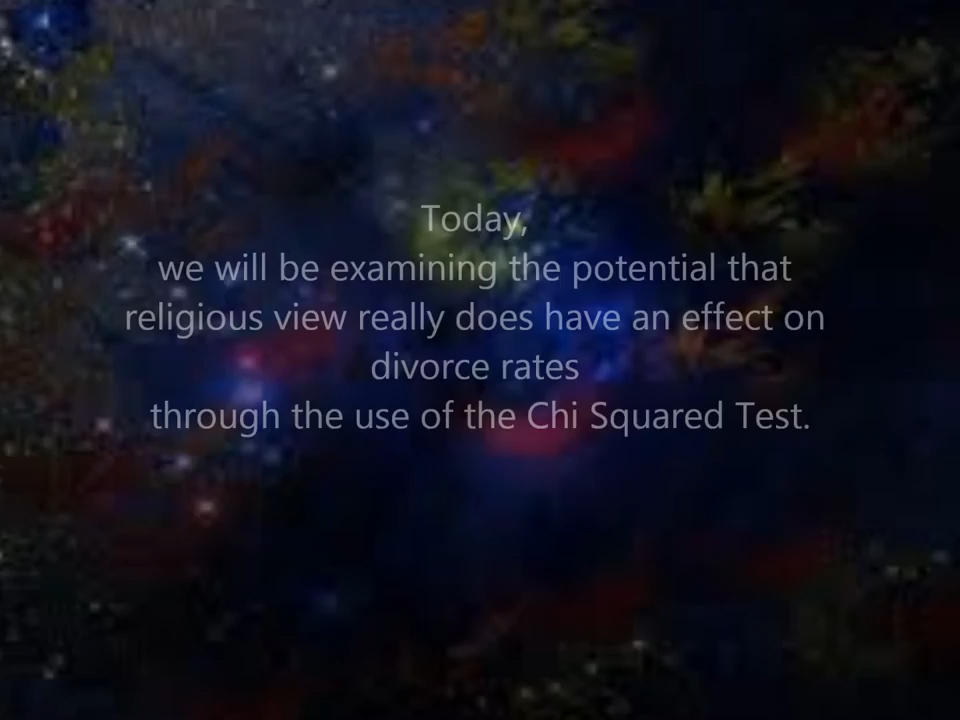 Today,
we will be examining the potential that
religious view really does have an effect on
divorce rates
through the use of the Chi Squared Test.